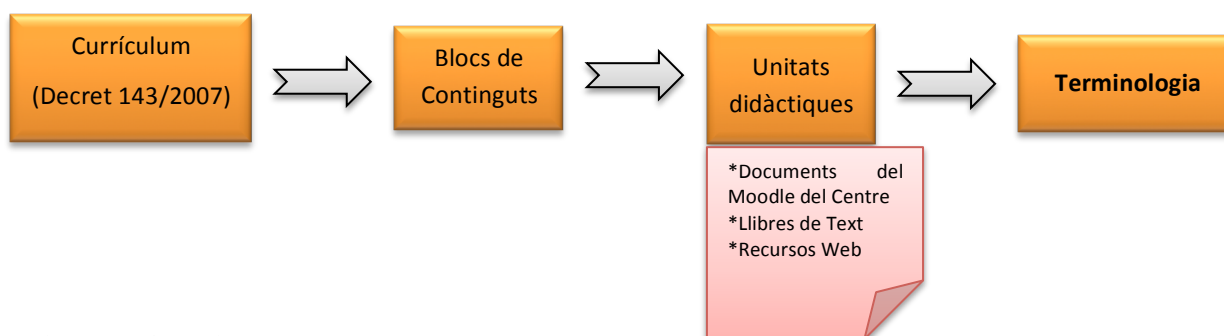 Currículum
(Decret 143/2007)
Blocs de
Continguts
Unitats
didàctiques
Terminologia
*Documents del
Moodle del Centre
*Llibres de Text
*Recursos Web